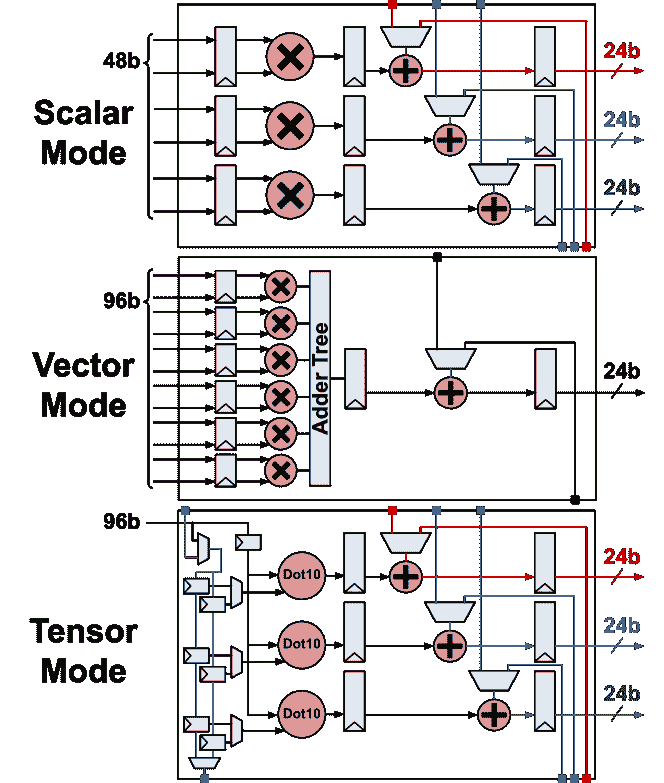 48b
Scalar
Mode
24b
24b
24b
96b
Vector
Mode
Adder Tree
24b
96b
Tensor
Mode
Dot10
Dot10
Dot10
24b
24b
24b